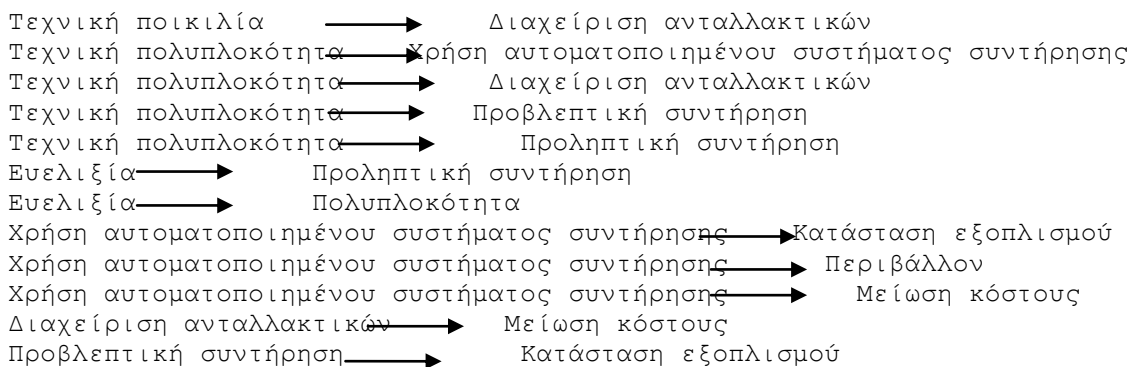 Τεχνική ποικιλία Διαχείριση ανταλλακτικών
Τεχνική πολυπλοκότητα Χρήση αυτοματοποιημένου συστήματος συντήρησης
Τεχνική πολυπλοκότητα Διαχείριση ανταλλακτικών
Τεχνική πολυπλοκότητα Προβλεπτική συντήρηση
Τεχνική πολυπλοκότητα Προληπτική συντήρηση
Ευελιξία Προληπτική συντήρηση
Ευελιξία Πολυπλοκότητα
Χρήση αυτοματοποιημένου συστήματος συντήρησης Κατάσταση εξοπλισμού
Χρήση αυτοματοποιημένου συστήματος συντήρησης Περιβάλλον
Χρήση αυτοματοποιημένου συστήματος συντήρησης Μείωση κόστους
Διαχείριση ανταλλακτικών Μείωση κόστους
Προβλεπτική συντήρηση Κατάσταση εξοπλισμού